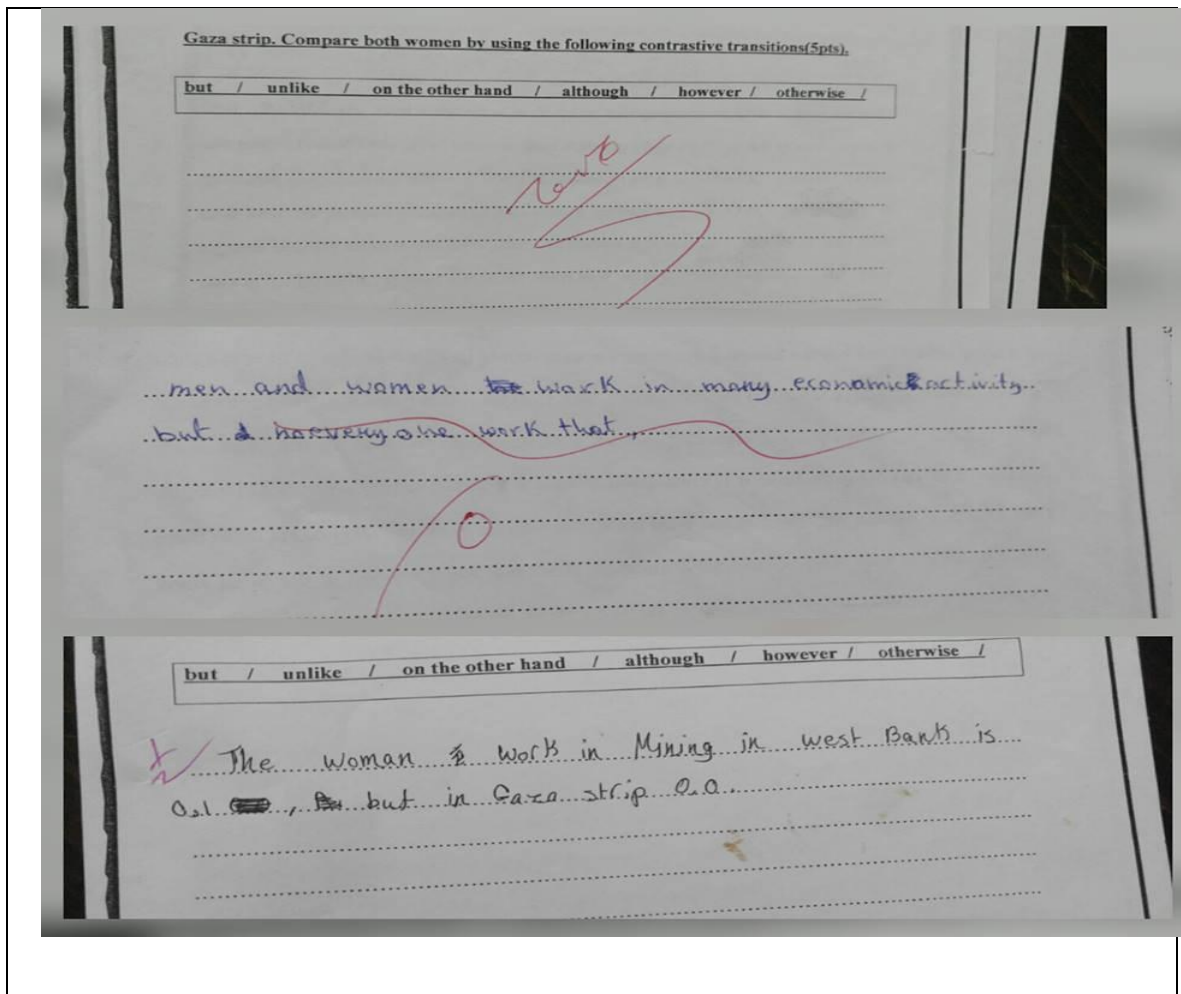 Gaza strip. Compare both women by using the following contrastive transitions(5pts).
but / unlike / on the other hand / although / however / otherwise /
zero
men and women work in many economic activity
but every one work that,
0
but / unlike / on the other hand / although / however / otherwise /
The woman work in Mining in west Bank is
0.1 , but in Gaza strip 0.0.